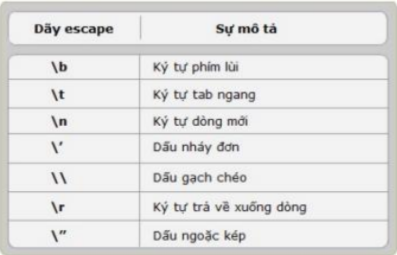 Dãy escape Sự mô tả
\b Ký tự phím lùi
\t Ký tự tab ngang
\n Ký tự dòng mới
\’ Dấu nháy đơn
\\ Dấu gạch chéo
\r Ký tự trả về xuống dòng
\” Dấu ngoặc kép